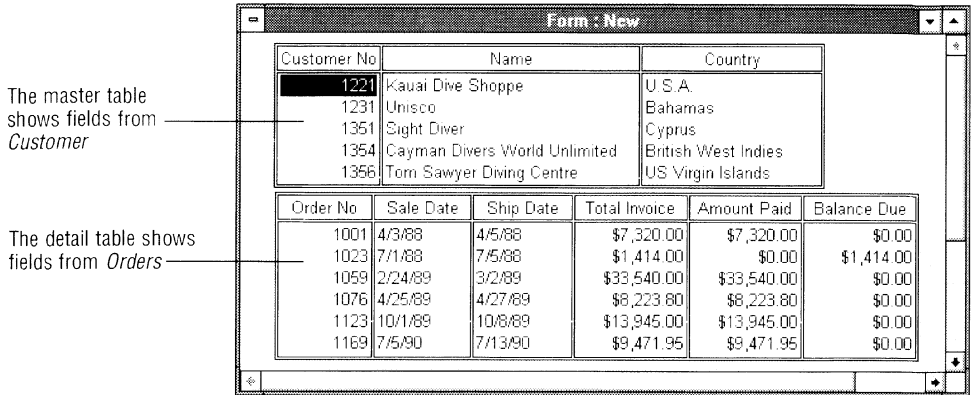 Form : New
Customer No Name Country
1221 Kauai Dive Shoppe U.S.A.
1231 Unisco Bahamas
1351 Sight Diver Cyprus
1354 Cayman Divers World Unlimited British West Indies
1356 Tom Sawyer Diving Centre US Virgin Islands
The master table
shows fields from
Customer
Order No Sale Date Ship Date Total Invoice Amount Paid Balance Due
1001 4/3/88 4/5/88 $7,320.00 $7,320.00 $0.00
1023 7/1/88 7/5/88 $1,414.00 $0.00 $1,414.00
1059 2/24/89 3/2/89 $33,540.00 $33,540.00 $0.00
1076 4/25/89 4/27/89 $8,223.80 $8,223.80 $0.00
1123 10/1/89 10/8/89 $13,945.00 $13,945.00 $0.00
1169 7/5/90 7/13/90 $9,471.95 $9,471.95 $0.00
The detail table shows
fields from Orders